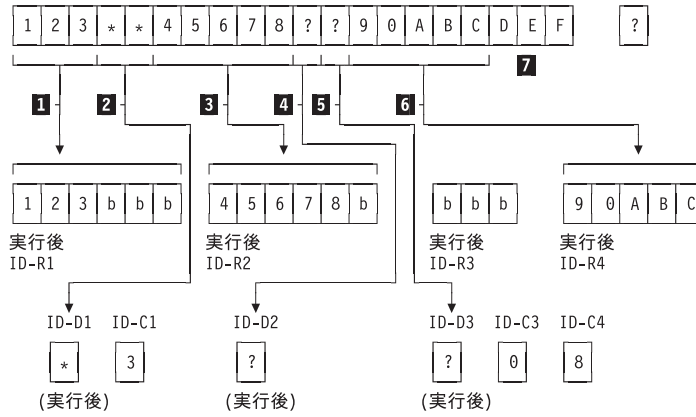 1 2 3 * * 4 5 6 7 8 ? ? 9 0 A B C D E F ?
7
1 2 3 4 5 6
1 2 3 b b b 4 5 6 7 8 b b b b 9 0 A B C
実行後 実行後 実行後 実行後
ID-R1 ID-R2 ID-R3 ID-R4
ID-D1 ID-C1 ID-D2 ID-D3 ID-C3 ID-C4
* 3 ? ? 0 8
(実行後) (実行後) (実行後)